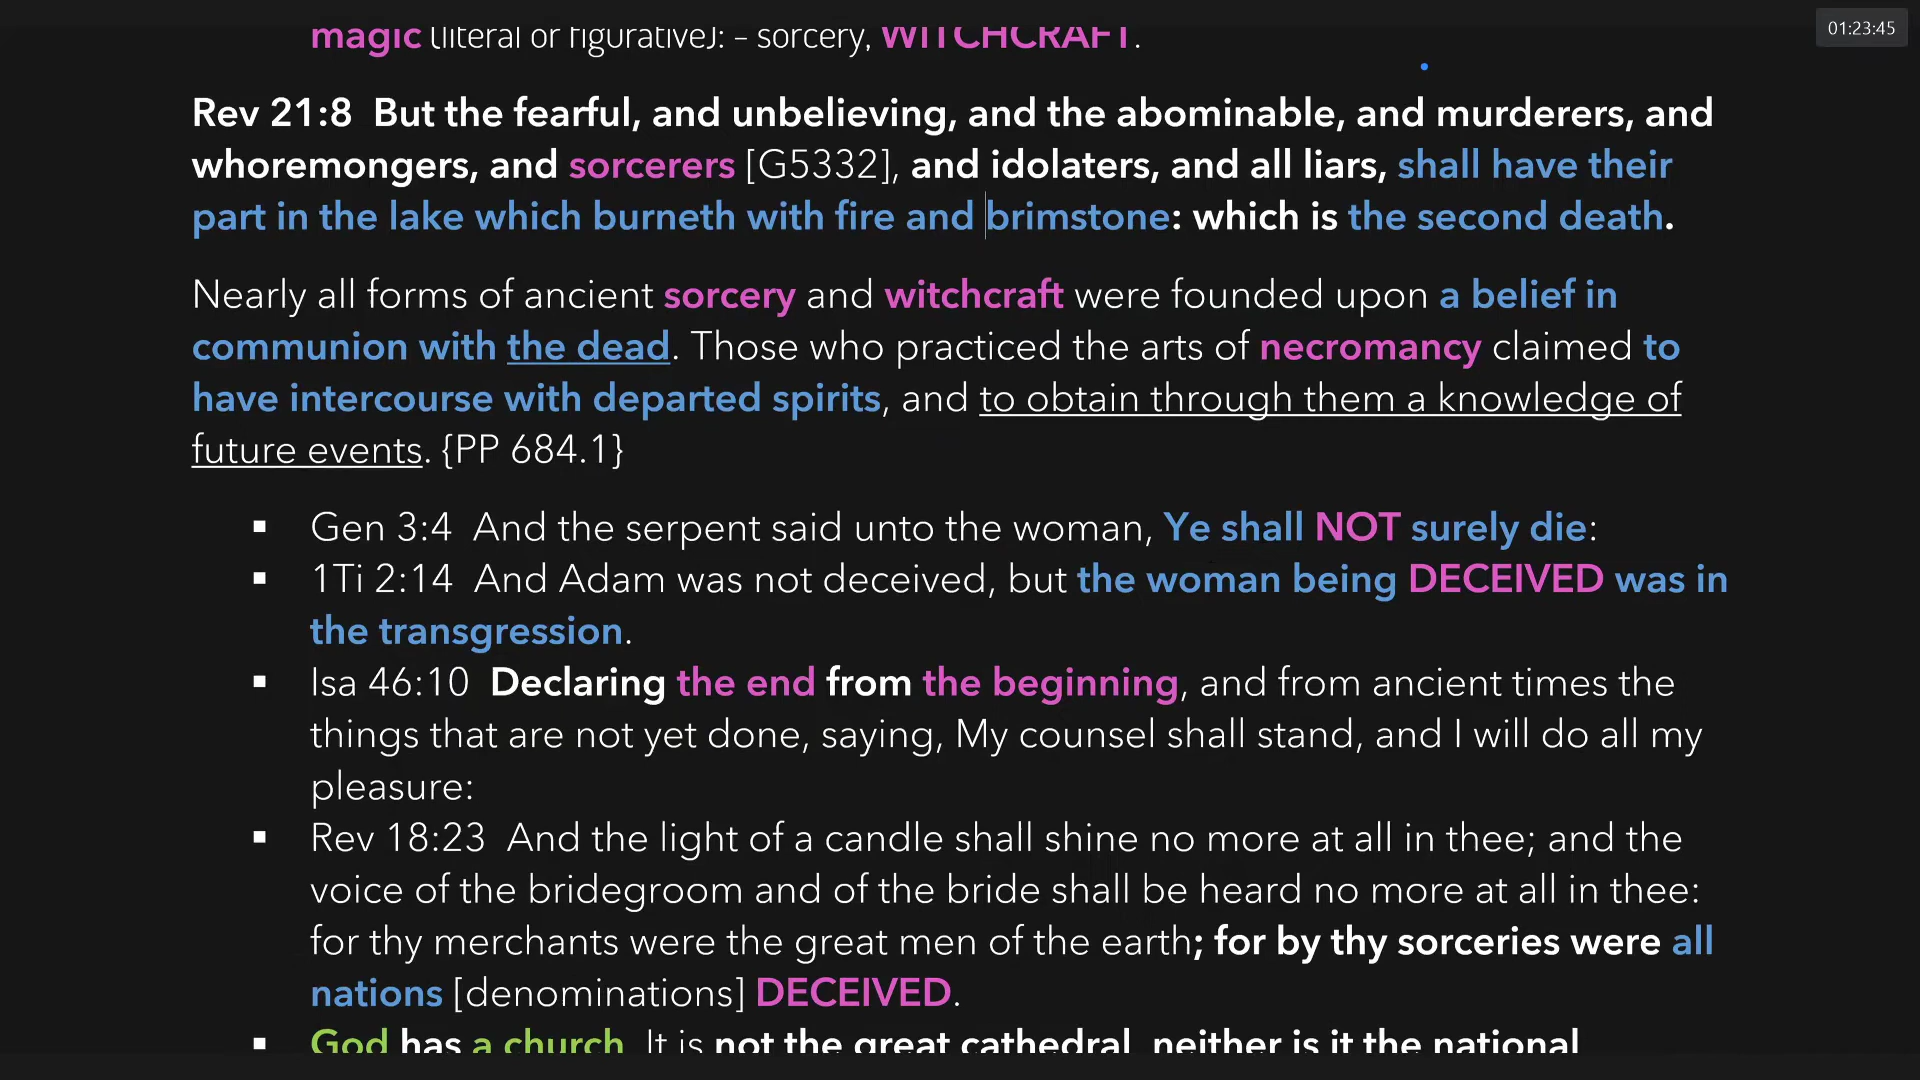 magic (literal or figurative): – sorcery, WITCHCRAFT.
01:23:45
Rev 21:8  But the fearful, and unbelieving, and the abominable, and murderers, and
whoremongers, and sorcerers [G5332], and idolaters, and all liars, shall have their
part in the lake which burneth with fire and brimstone: which is the second death.
Nearly all forms of ancient sorcery and witchcraft were founded upon a belief in
communion with the dead. Those who practiced the arts of necromancy claimed to
have intercourse with departed spirits, and to obtain through them a knowledge of
future events. {PP 684.1}
▪ Gen 3:4  And the serpent said unto the woman, Ye shall NOT surely die:
▪ 1Ti 2:14  And Adam was not deceived, but the woman being DECEIVED was in
the transgression.
▪ Isa 46:10  Declaring the end from the beginning, and from ancient times the
things that are not yet done, saying, My counsel shall stand, and I will do all my
pleasure:
▪ Rev 18:23  And the light of a candle shall shine no more at all in thee; and the
voice of the bridegroom and of the bride shall be heard no more at all in thee:
for thy merchants were the great men of the earth; for by thy sorceries were all
nations [denominations] DECEIVED.
▪ God has a church. It is not the great cathedral, neither is it the national